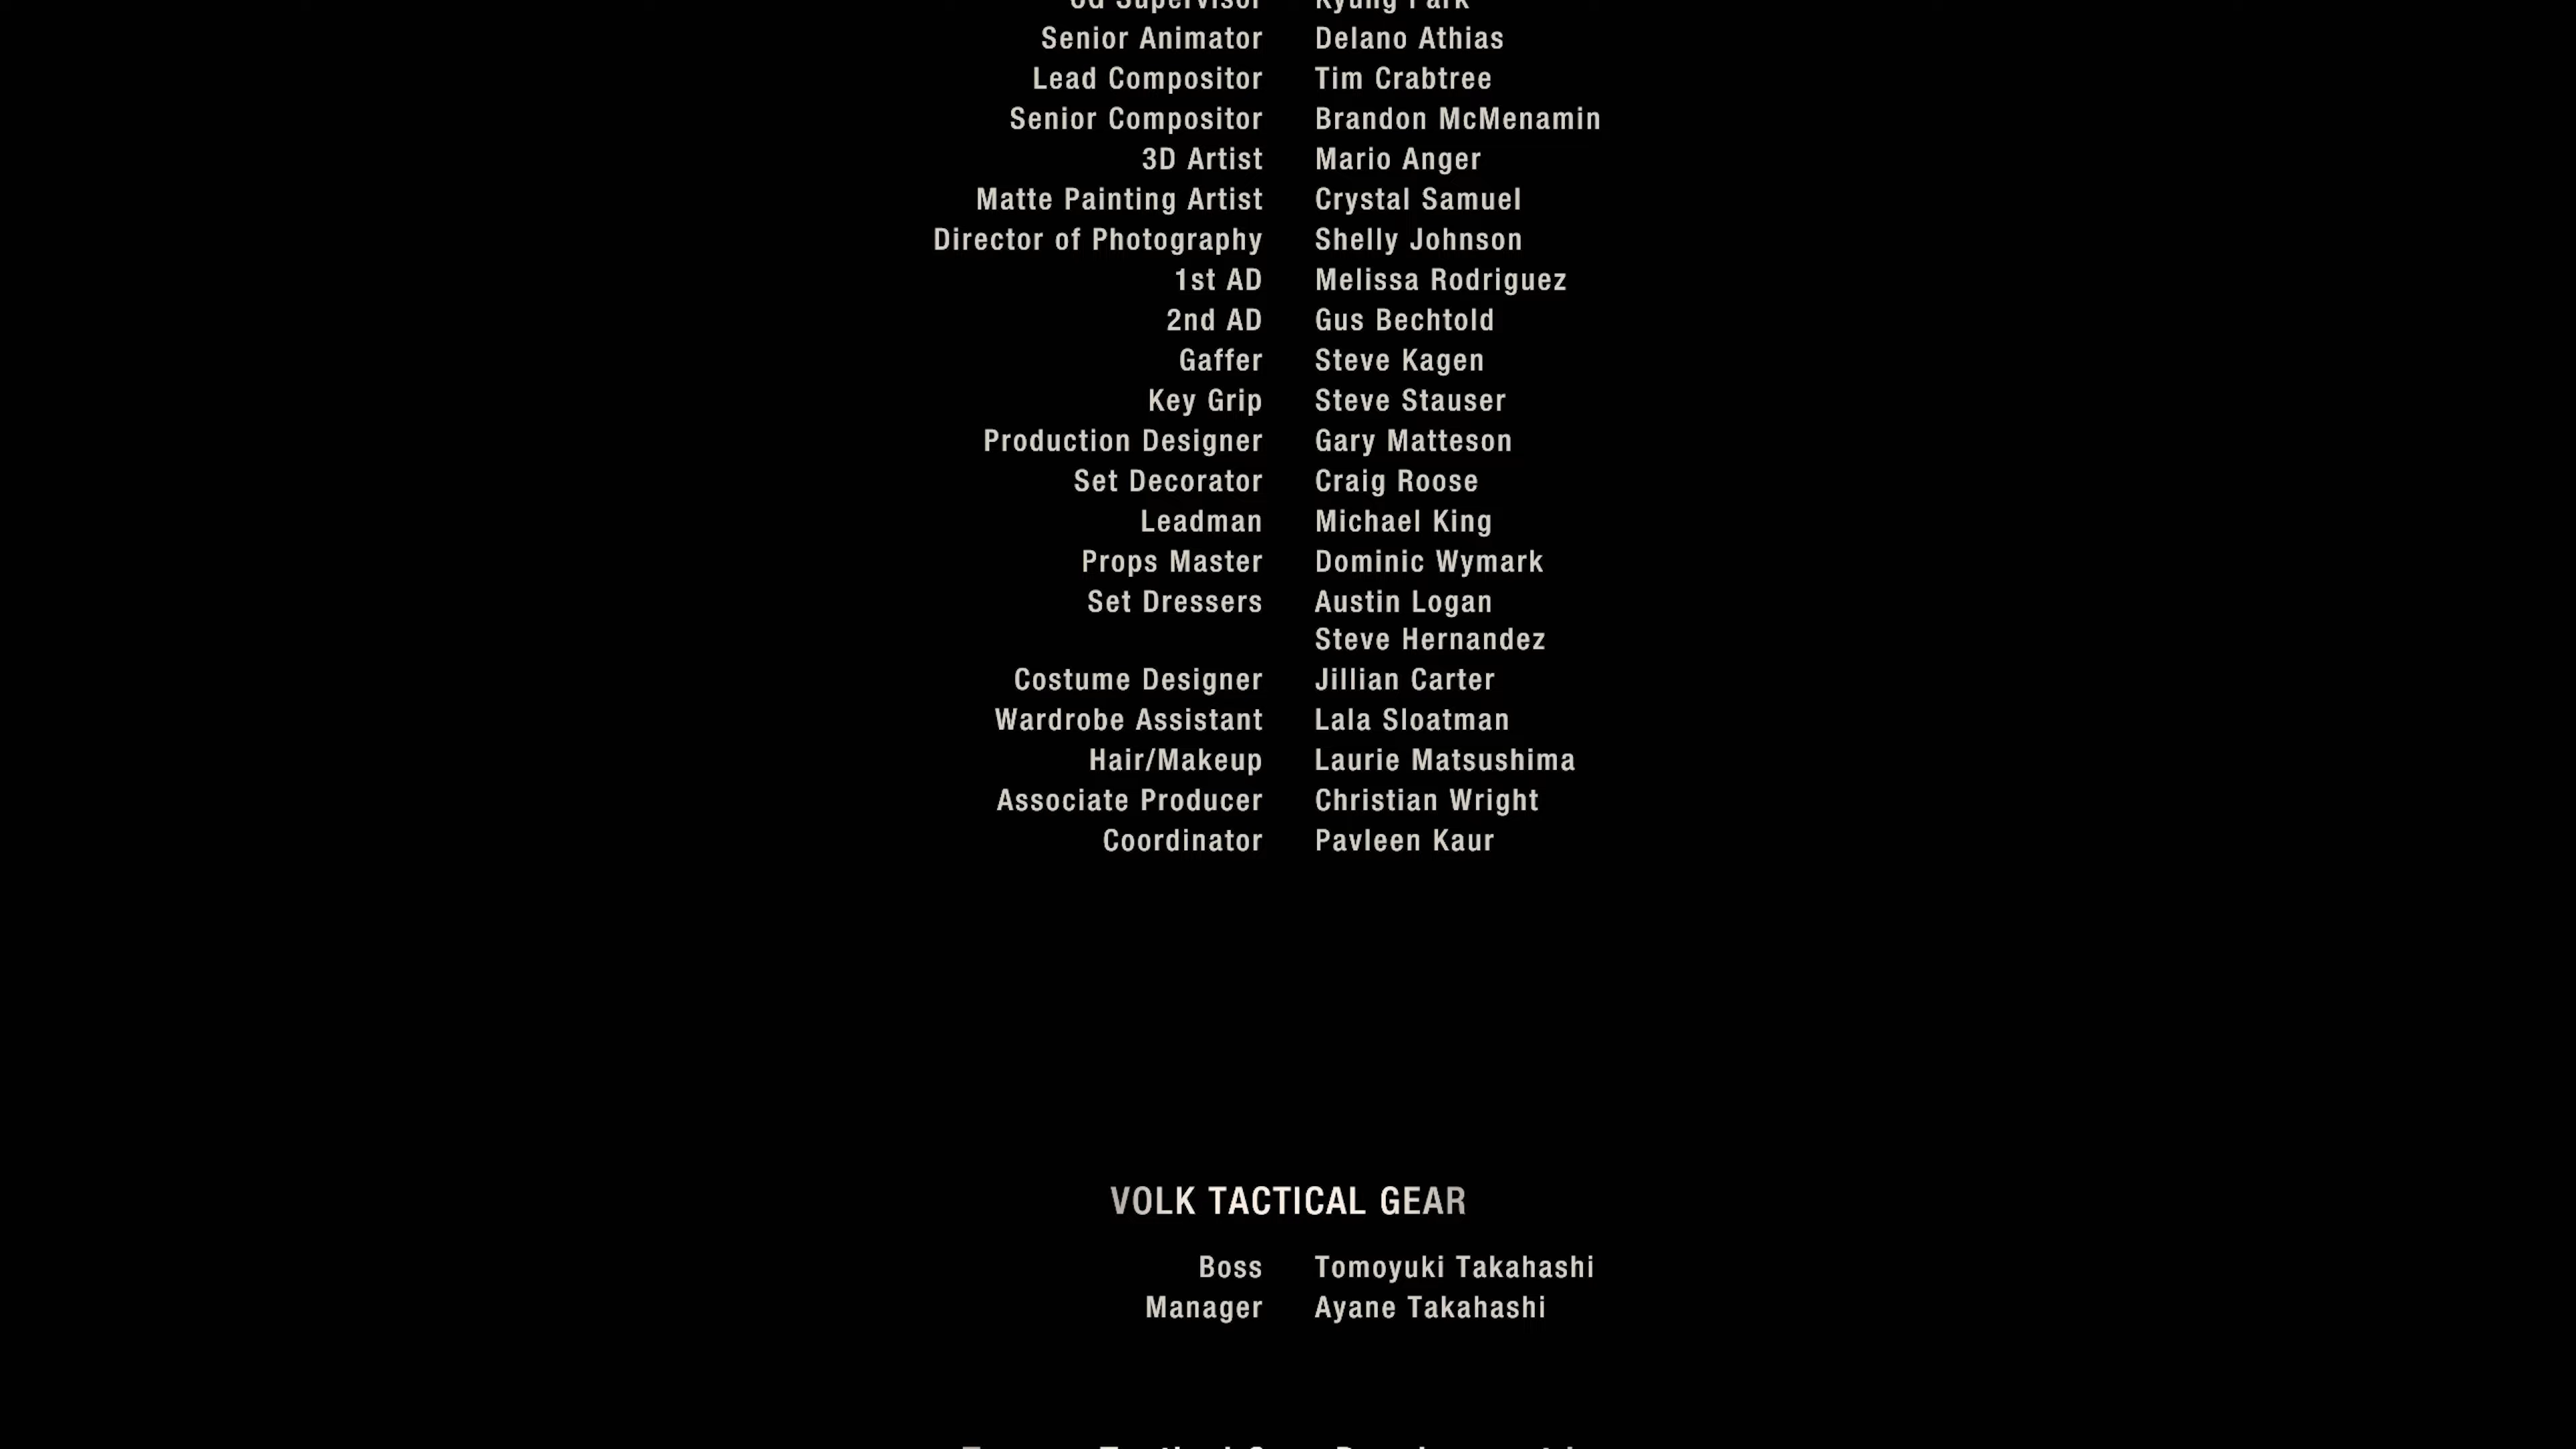 Supervisor Kyung Park
Senior Animator Delano Athias
Lead Compositor Tim Crabtree
Senior Compositor Brandon McMenamin
3D Artist Mario Anger
Matte Painting Artist Crystal Samuel
Director of Photography Shelly Johnson
1st AD Melissa Rodriguez
2nd AD Gus Bechtold
Gaffer Steve Kagen
Key Grip Steve Stauser
Production Designer Gary Matteson
Set Decorator Craig Roose
Leadman Michael King
Props Master Dominic Wymark
Set Dressers Austin Logan
Steve Hernandez
Costume Designer Jillian Carter
Wardrobe Assistant Lala Sloatman
Hair/Makeup Laurie Matsushima
Associate Producer Christian Wright
Coordinator Pavleen Kaur
VOLK TACTICAL GEAR
Boss Tomoyuki Takahashi
Manager Ayane Takahashi